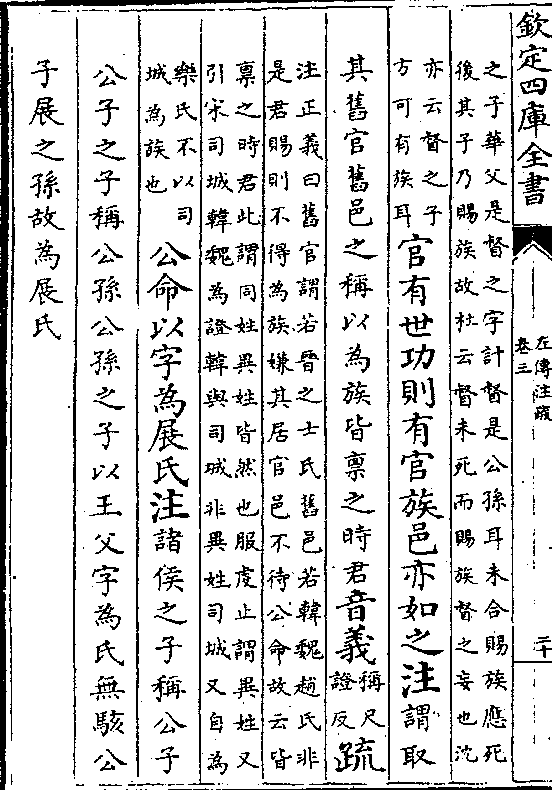 欽定四庫全書
左傳注疏
卷三
二十
之子華父是督之字計督是公孫耳未合賜族應死
後其子乃賜族故杜云督未死而賜族督之妄也沈
亦云督之子
方可有族耳
官有世功則有官族邑亦如之注謂取
其舊官舊邑之稱以為族皆稟之時君音義
稱尺
證反
疏
注正義曰舊官謂若晉之士氏舊邑若韓魏趙氏非
是君賜則不得為族嫌其居官邑不待公命故云皆
稟之時君此謂同姓異姓皆然也服虔止謂異姓又
引宋司城韓魏為證韓與司城非異姓司城又自為
樂氏不以司
城為族也
公命以字為展氏注諸侯之子稱公子
公子之子稱公孫公孫之子以王父字為氏無駭公
子展之孫故為展氏